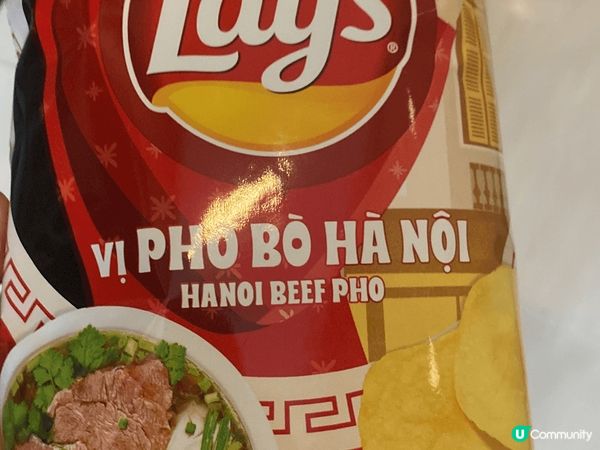 Lay's
®
VỊ PHỞ BÒ HÀ NỘI
HANOI BEEF PHO
U Community